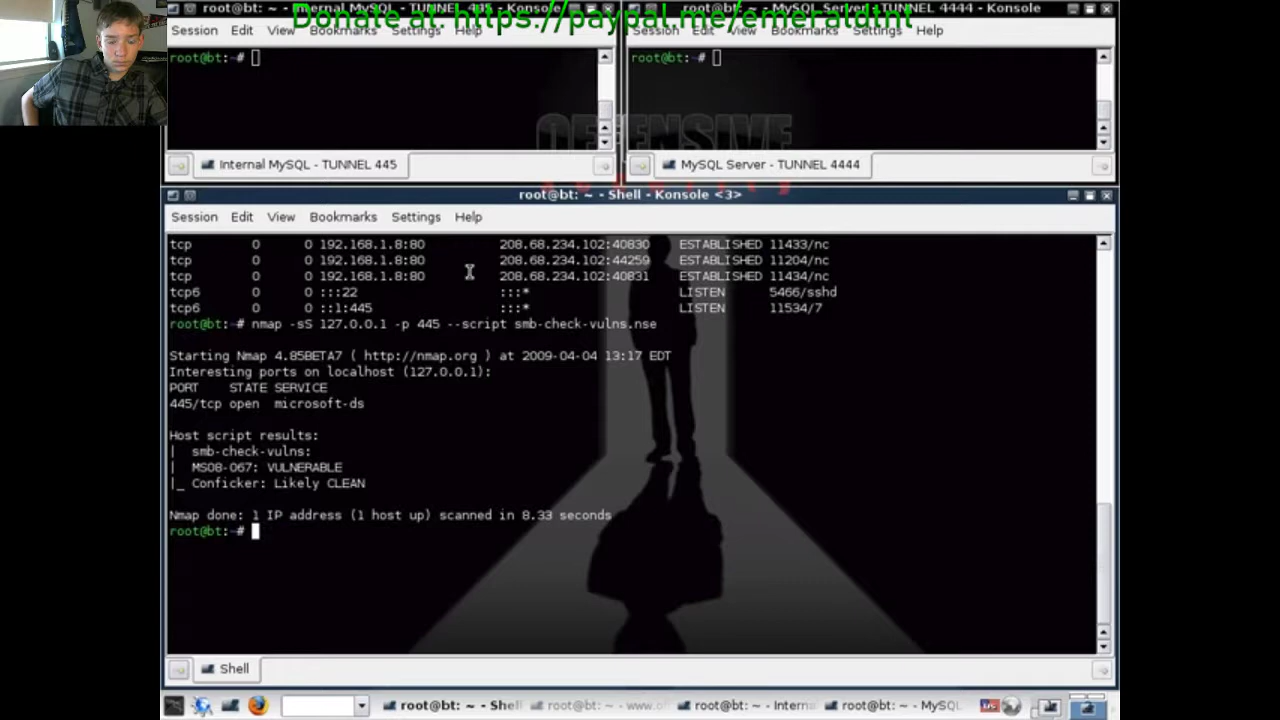 root@bt: ~ - Internal MySQL - TUNNEL 445 - Konsole
Donate at: https://paypal.me/emeraldtnt
root@bt: ~ - MySQL Server - TUNNEL 4444 - Konsole
Session Edit View Bookmarks Settings Help
Session Edit View Bookmarks Settings Help
root@bt:~#
root@bt:~#
OFFENSIVE
Internal MySQL - TUNNEL 445
MySQL Server - TUNNEL 4444
root@bt: ~ - Shell - Konsole <3>
Session Edit View Bookmarks Settings Help
tcp 0 0 192.168.1.8:80 208.68.234.102:40830 ESTABLISHED 11433/nc
tcp 0 0 192.168.1.8:80 208.68.234.102:44259 ESTABLISHED 11204/nc
tcp 0 0 192.168.1.8:80 208.68.234.102:40831 ESTABLISHED 11434/nc
tcp6 0 0 :::22 :::* LISTEN 5466/sshd
tcp6 0 0 ::1:445 :::* LISTEN 11534/7
root@bt:~# nmap -sS 127.0.0.1 -p 445 --script smb-check-vulns.nse
Starting Nmap 4.85BETA7 ( http://nmap.org ) at 2009-04-04 13:17 EDT
Interesting ports on localhost (127.0.0.1):
PORT STATE SERVICE
445/tcp open microsoft-ds
Host script results:
| smb-check-vulns:
| MS08-067: VULNERABLE
|_ Conficker: Likely CLEAN
Nmap done: 1 IP address (1 host up) scanned in 8.33 seconds
root@bt:~#
Shell
root@bt: ~ - Shell
root@bt: ~ - www.o
root@bt: ~ - Intern
root@bt: ~ - MySQL
US